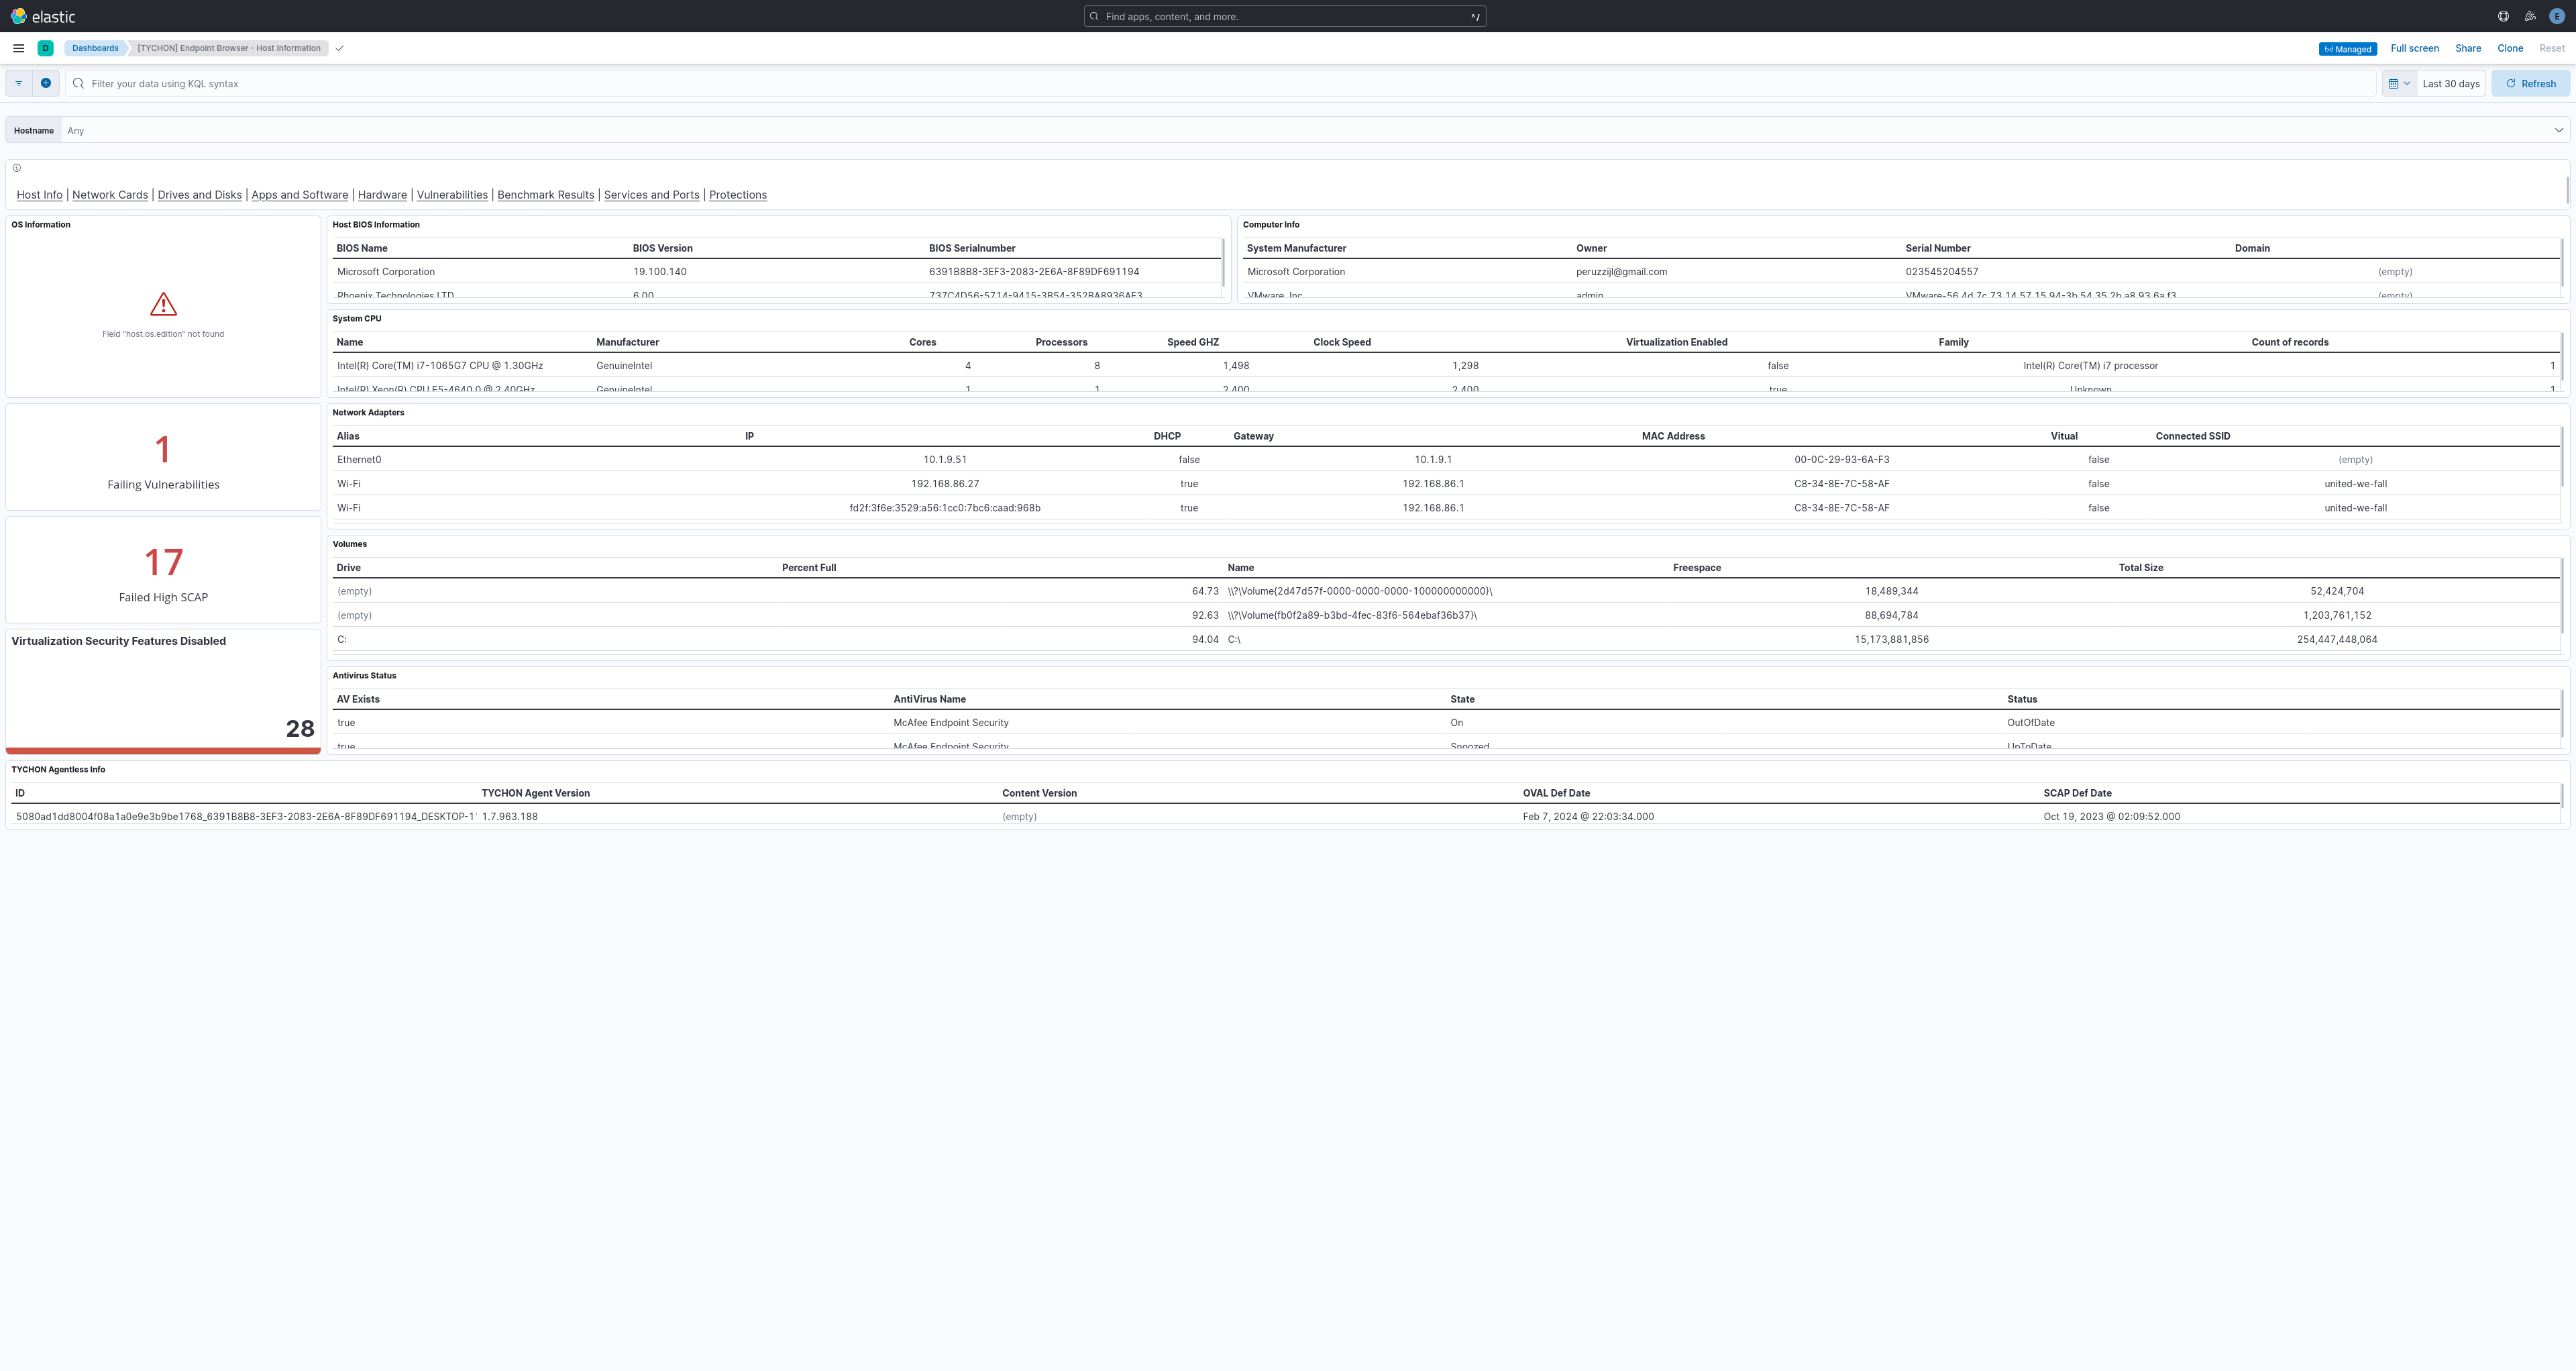 elastic
Find apps, content, and more.
^/
E
D
Dashboards
[TYCHON] Endpoint Browser - Host Information
Managed
Full screen
Share
Clone
Reset
Filter your data using KQL syntax
Last 30 days
Refresh
Hostname
Any
Host Info | Network Cards | Drives and Disks | Apps and Software | Hardware | Vulnerabilities | Benchmark Results | Services and Ports | Protections
OS Information
Field "host.os.edition" not found
1
Failing Vulnerabilities
17
Failed High SCAP
Virtualization Security Features Disabled
28
Host BIOS Information
BIOS Name BIOS Version BIOS Serialnumber
Microsoft Corporation 19.100.140 6391B8B8-3EF3-2083-2E6A-8F89DF691194
Phoenix Technologies LTD 6.00 737C4D56-5714-9415-3B54-352BA8936AF3
Computer Info
System Manufacturer Owner Serial Number Domain
Microsoft Corporation peruzzijl@gmail.com 023545204557 (empty)
VMware, Inc. admin VMware-56 4d 7c 73 14 57 15 94-3b 54 35 2b a8 93 6a f3 (empty)
System CPU
Name Manufacturer Cores Processors Speed GHZ Clock Speed Virtualization Enabled Family Count of records
Intel(R) Core(TM) i7-1065G7 CPU @ 1.30GHz GenuineIntel 4 8 1,498 1,298 false Intel(R) Core(TM) i7 processor 1
Intel(R) Xeon(R) CPU E5-4640 0 @ 2.40GHz GenuineIntel 1 1 2,400 2,400 true Unknown 1
Network Adapters
Alias IP DHCP Gateway MAC Address Vitual Connected SSID
Ethernet0 10.1.9.51 false 10.1.9.1 00-0C-29-93-6A-F3 false (empty)
Wi-Fi 192.168.86.27 true 192.168.86.1 C8-34-8E-7C-58-AF false united-we-fall
Wi-Fi fd2f:3f6e:3529:a56:1cc0:7bc6:caad:968b true 192.168.86.1 C8-34-8E-7C-58-AF false united-we-fall
Volumes
Drive Percent Full Name Freespace Total Size
(empty) 64.73 \\?\Volume{2d47d57f-0000-0000-0000-100000000000}\ 18,489,344 52,424,704
(empty) 92.63 \\?\Volume{fb0f2a89-b3bd-4fec-83f6-564ebaf36b37}\ 88,694,784 1,203,761,152
C: 94.04 C:\ 15,173,881,856 254,447,448,064
Antivirus Status
AV Exists AntiVirus Name State Status
true McAfee Endpoint Security On OutOfDate
true McAfee Endpoint Security Snoozed UpToDate
TYCHON Agentless Info
ID TYCHON Agent Version Content Version OVAL Def Date SCAP Def Date
5080ad1dd8004f08a1a0e9e3b9be1768_6391B8B8-3EF3-2083-2E6A-8F89DF691194_DESKTOP-1 1.7.963.188 (empty) Feb 7, 2024 @ 22:03:34.000 Oct 19, 2023 @ 02:09:52.000